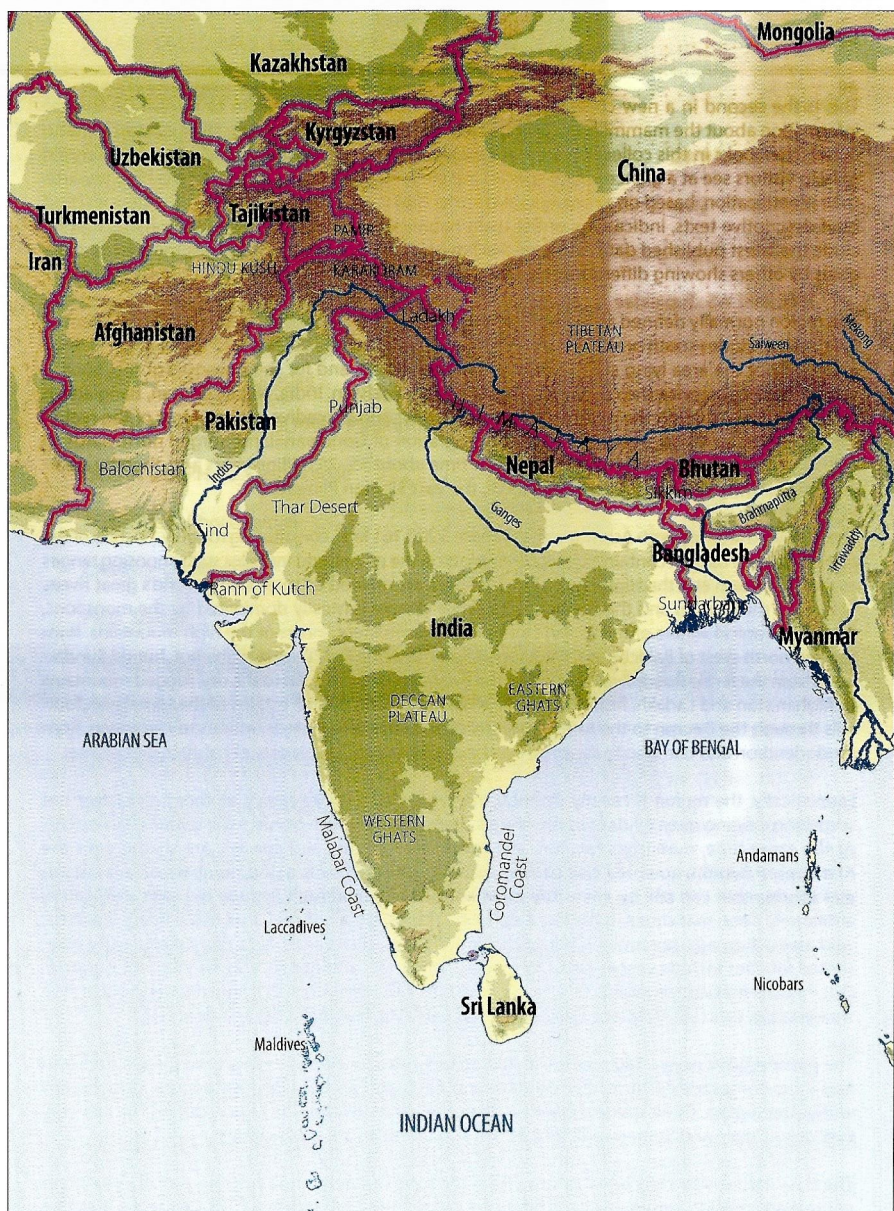 Mongolia
Kazakhstan
Kyrgyzstan
Uzbekistan
China
Turkmenistan
Tajikistan
PAMIR
Iran
HINDU KUSH
KARAKORAM
Ladakh
Afghanistan
TIBETAN
PLATEAU
Salween
Mekong
Punjab
Pakistan
HIMALAYA
Balochistan
Indus
Nepal
Bhutan
Sikkim
Thar Desert
Ganges
Brahmaputra
Sind
Bangladesh
Irrawaddy
Rann of Kutch
Sundarbans
India
Myanmar
DECCAN
PLATEAU
EASTERN
GHATS
ARABIAN SEA
BAY OF BENGAL
WESTERN
GHATS
Malabar Coast
Coromandel
Coast
Andamans
Laccadives
Nicobars
Sri Lanka
Maldives
INDIAN OCEAN